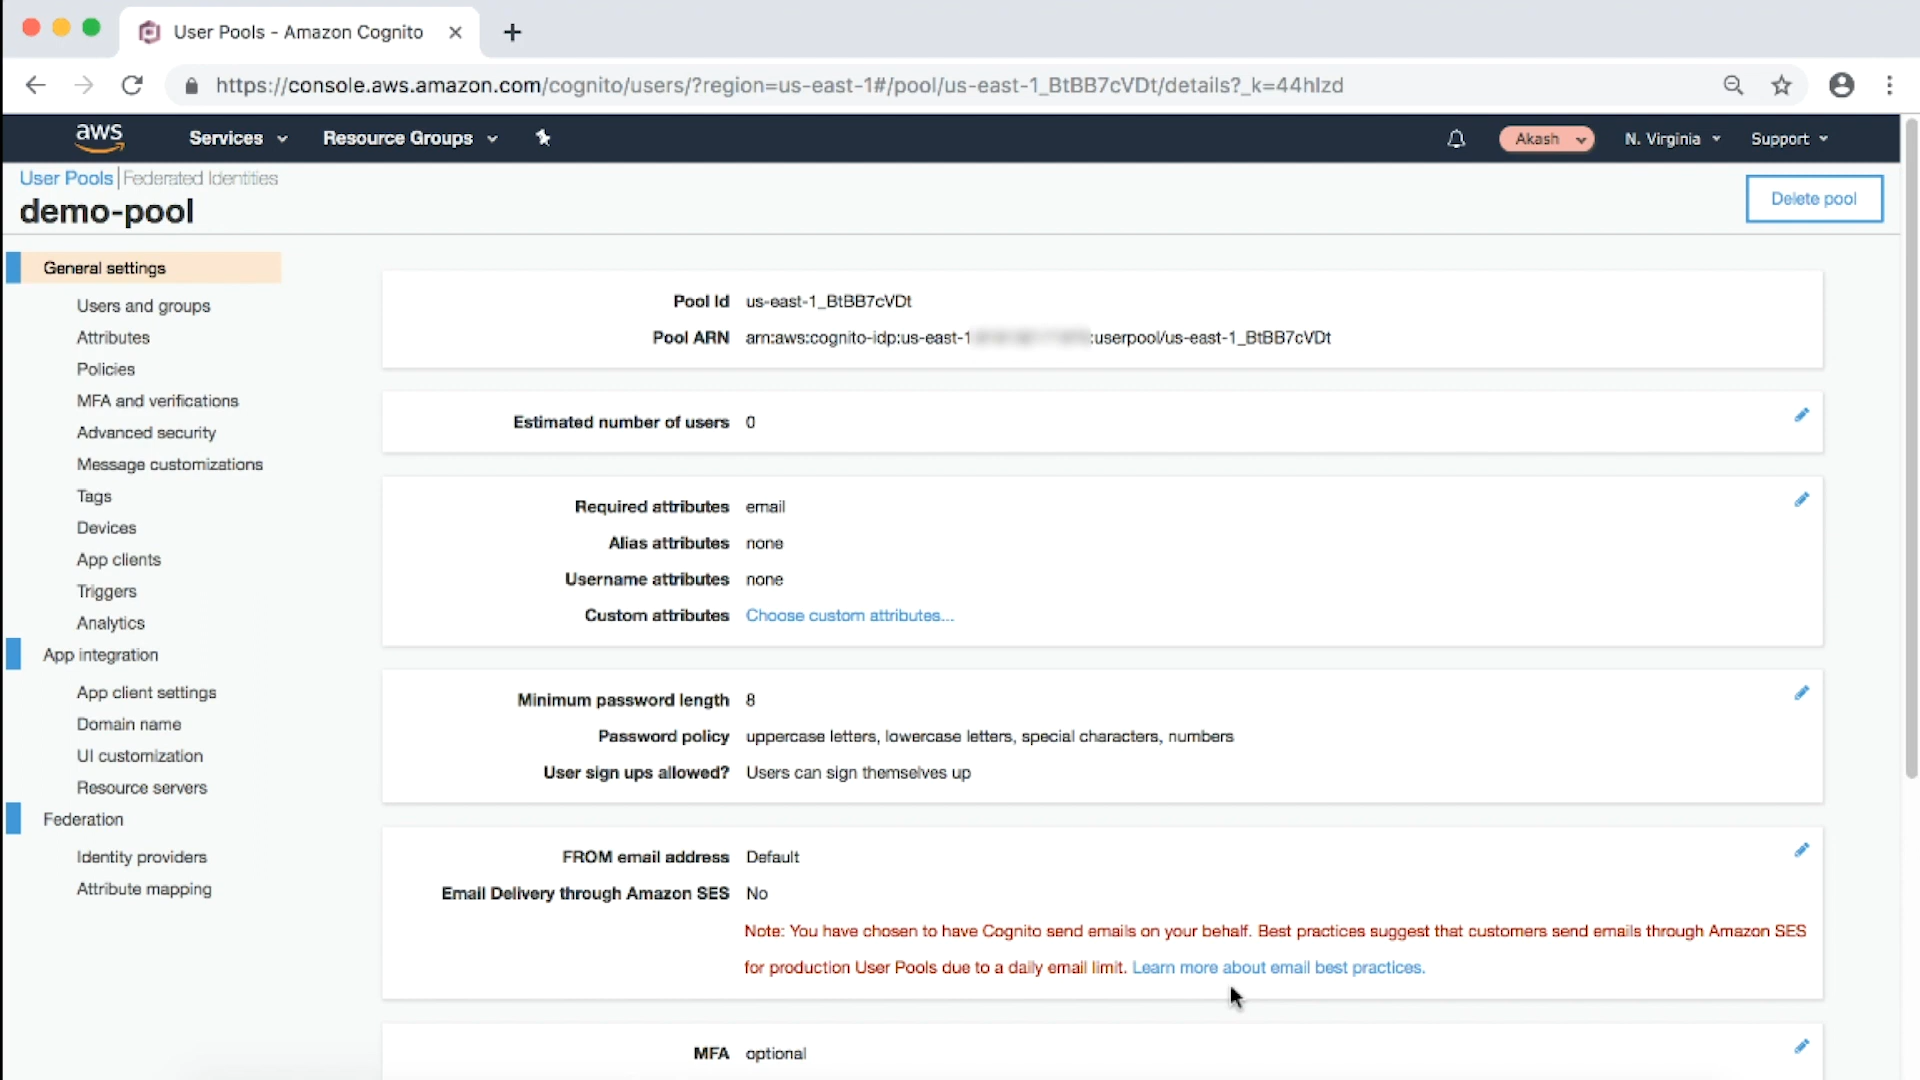 User Pools - Amazon Cognito
https://console.aws.amazon.com/cognito/users/?region=us-east-1#/pool/us-east-1_BtBB7cVDt/details?_k=44hlzd
aws Services Resource Groups Akash N. Virginia Support
User Pools | Federated Identities
demo-pool
Delete pool
General settings
Users and groups
Attributes
Policies
MFA and verifications
Advanced security
Message customizations
Tags
Devices
App clients
Triggers
Analytics
App integration
App client settings
Domain name
UI customization
Resource servers
Federation
Identity providers
Attribute mapping
Pool Id us-east-1_BtBB7cVDt
Pool ARN arn:aws:cognito-idp:us-east-1 :userpool/us-east-1_BtBB7cVDt
Estimated number of users 0
Required attributes email
Alias attributes none
Username attributes none
Custom attributes Choose custom attributes...
Minimum password length 8
Password policy uppercase letters, lowercase letters, special characters, numbers
User sign ups allowed? Users can sign themselves up
FROM email address Default
Email Delivery through Amazon SES No
Note: You have chosen to have Cognito send emails on your behalf. Best practices suggest that customers send emails through Amazon SES
for production User Pools due to a daily email limit. Learn more about email best practices.
MFA optional